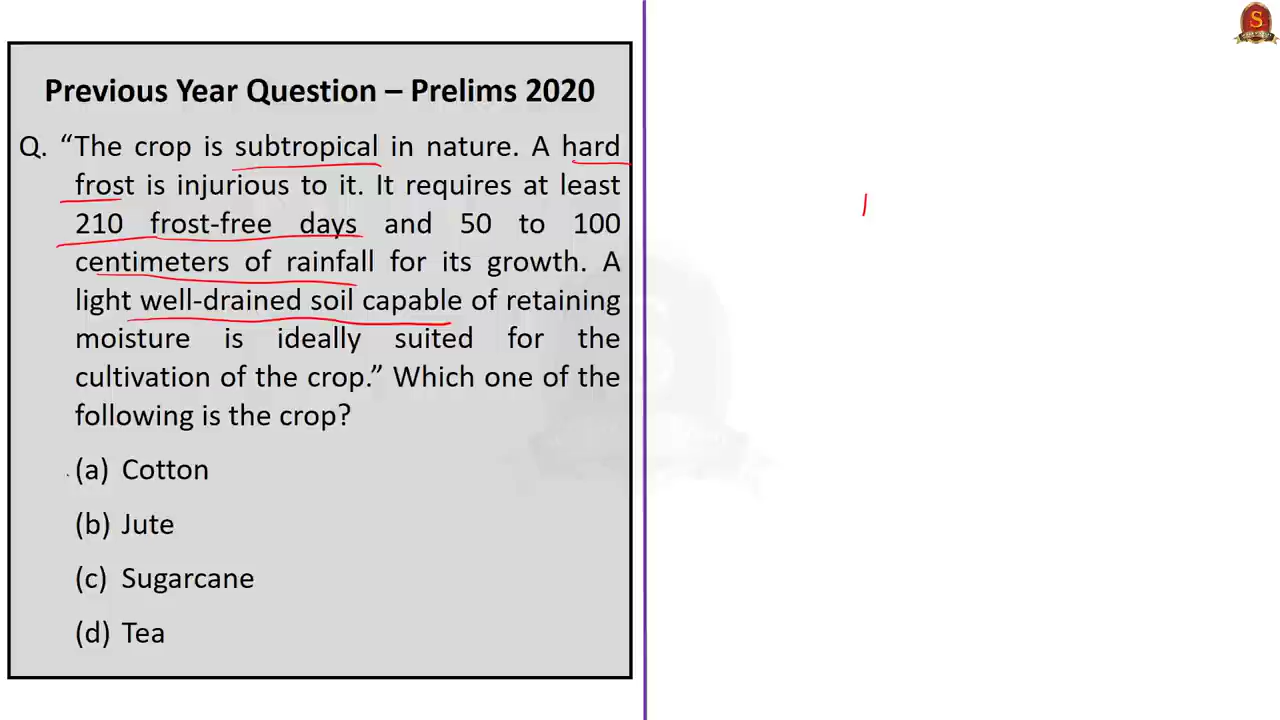 Previous Year Question – Prelims 2020
Q. “The crop is subtropical in nature. A hard
frost is injurious to it. It requires at least
210 frost-free days and 50 to 100
centimeters of rainfall for its growth. A
light well-drained soil capable of retaining
moisture is ideally suited for the
cultivation of the crop.” Which one of the
following is the crop?
(a) Cotton
(b) Jute
(c) Sugarcane
(d) Tea